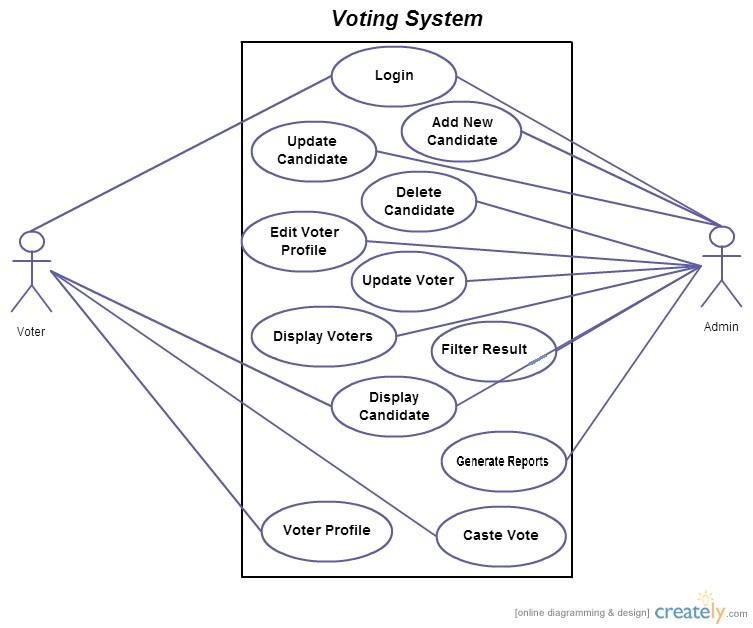 Voting System
Login
Add New
Candidate
Update
Candidate
Delete
Candidate
Edit Voter
Profile
Update Voter
Display Voters
Filter Result
Display
Candidate
Generate Reports
Voter Profile
Caste Vote
Voter
Admin
[online diagramming & design] creately.com